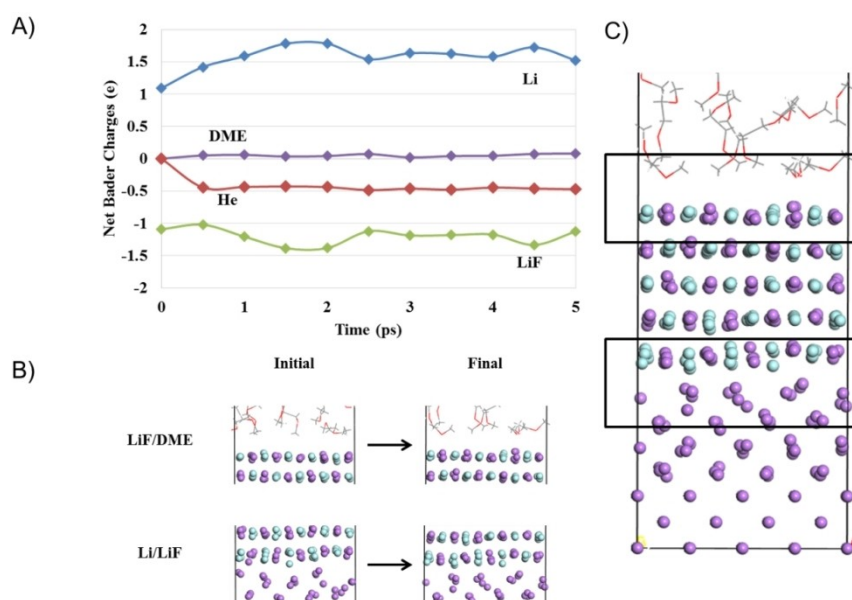 A)
Net Bader Charges (e)
2
1.5
1
0.5
0
-0.5
-1
-1.5
-2
Li
DME
He
LiF
0 1 2 3 4 5
Time (ps)
B)
Initial Final
LiF/DME
Li/LiF
C)